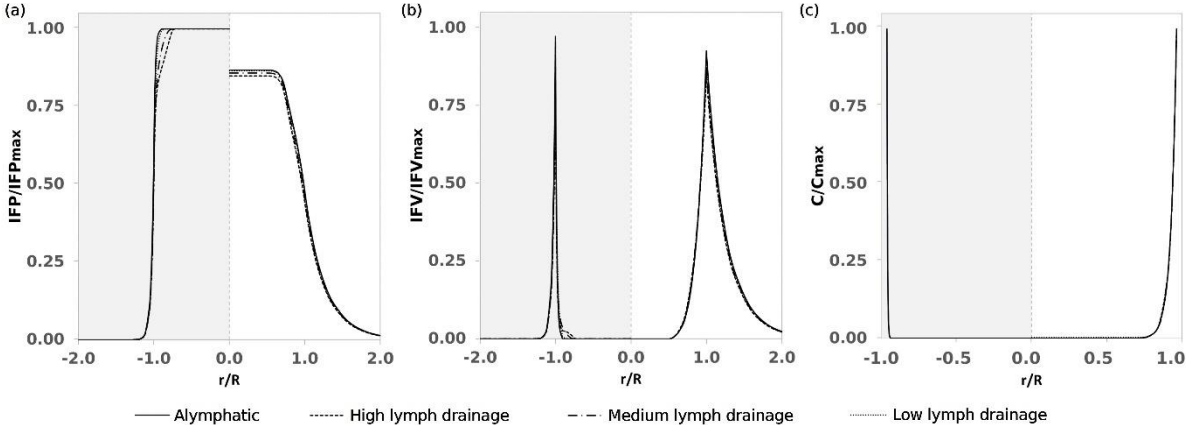 (a)
1.00
0.75
0.50
0.25
0.00
IFP/IFPmax
-2.0 -1.0 0.0 1.0 2.0
r/R
(b)
1.00
0.75
0.50
0.25
0.00
IFV/IFVmax
-2.0 -1.0 0.0 1.0 2.0
r/R
(c)
1.00
0.75
0.50
0.25
0.00
C/Cmax
-1.0 -0.5 0.0 0.5 1.0
r/R
Alymphatic High lymph drainage Medium lymph drainage Low lymph drainage